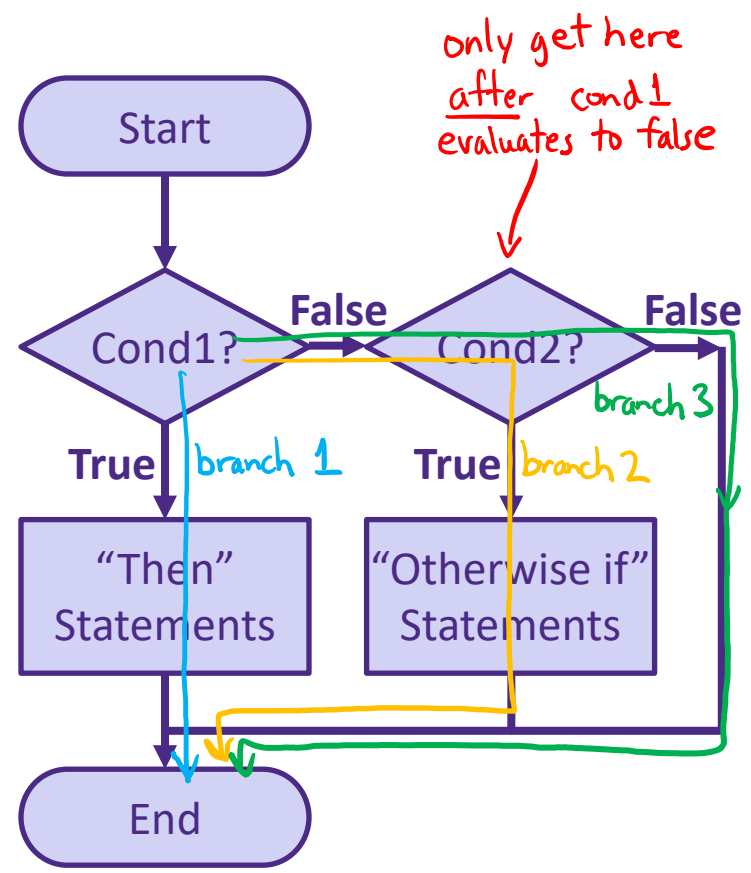 only get here
after cond 1
evaluates to false
Start
False
False
Cond1?
Cond2?
branch 3
True
branch 1
True
branch 2
“Then”
Statements
“Otherwise if”
Statements
End